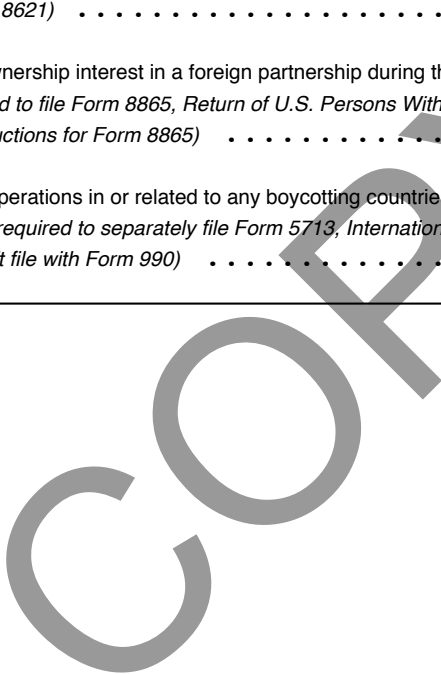 8621) . . . . . . . . . . . . . . . . . . . .
nership interest in a foreign partnership during th
d to file Form 8865, Return of U.S. Persons With
uctions for Form 8865) . . . . . . . . . . . .
perations in or related to any boycotting countrie
required to separately file Form 5713, Internation
t file with Form 990) . . . . . . . . . . . . .
COP